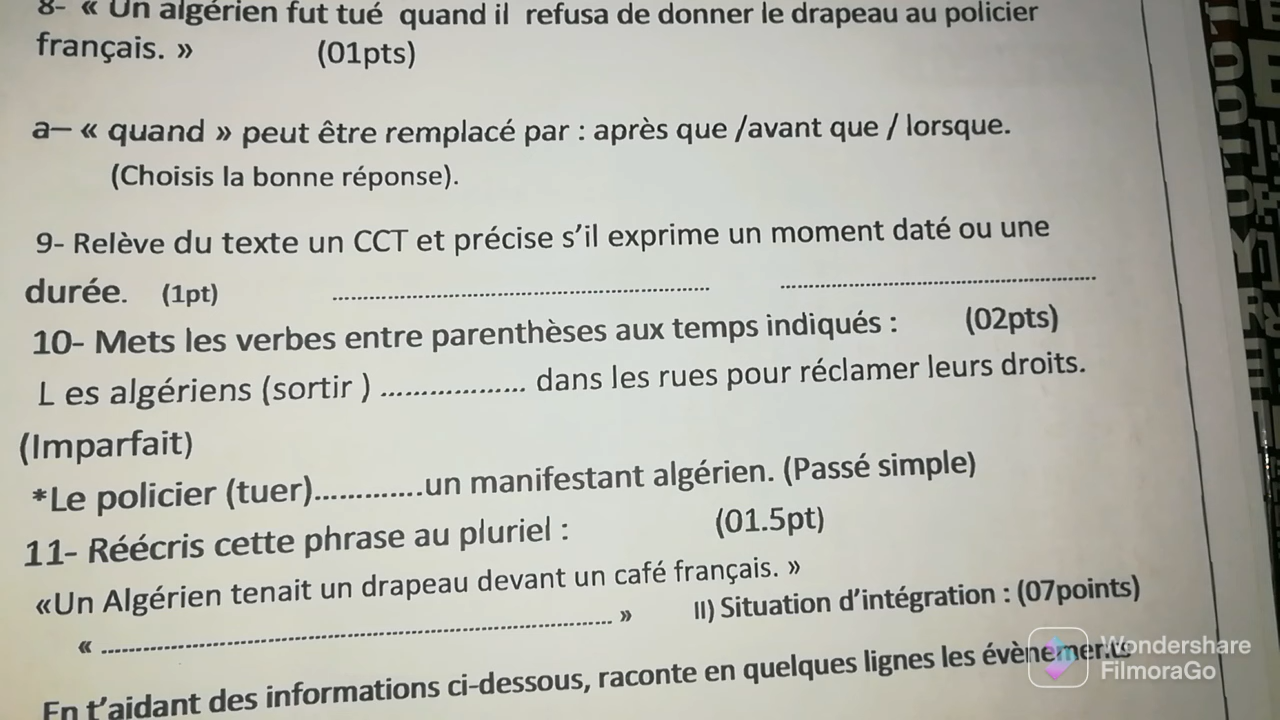 8- « Un algérien fut tué quand il refusa de donner le drapeau au policier
français. » (01pts)
a– « quand » peut être remplacé par : après que /avant que / lorsque.
(Choisis la bonne réponse).
9- Relève du texte un CCT et précise s'il exprime un moment daté ou une
durée. (1pt) ........................................ ........................................
10- Mets les verbes entre parenthèses aux temps indiqués : (02pts)
L es algériens (sortir ) .................. dans les rues pour réclamer leurs droits.
(Imparfait)
*Le policier (tuer).............un manifestant algérien. (Passé simple)
11- Réécris cette phrase au pluriel : (01.5pt)
«Un Algérien tenait un drapeau devant un café français. »
« ................................................................ » II) Situation d'intégration : (07points)
En t'aidant des informations ci-dessous, raconte en quelques lignes les évènements
Wondershare
FilmoraGo